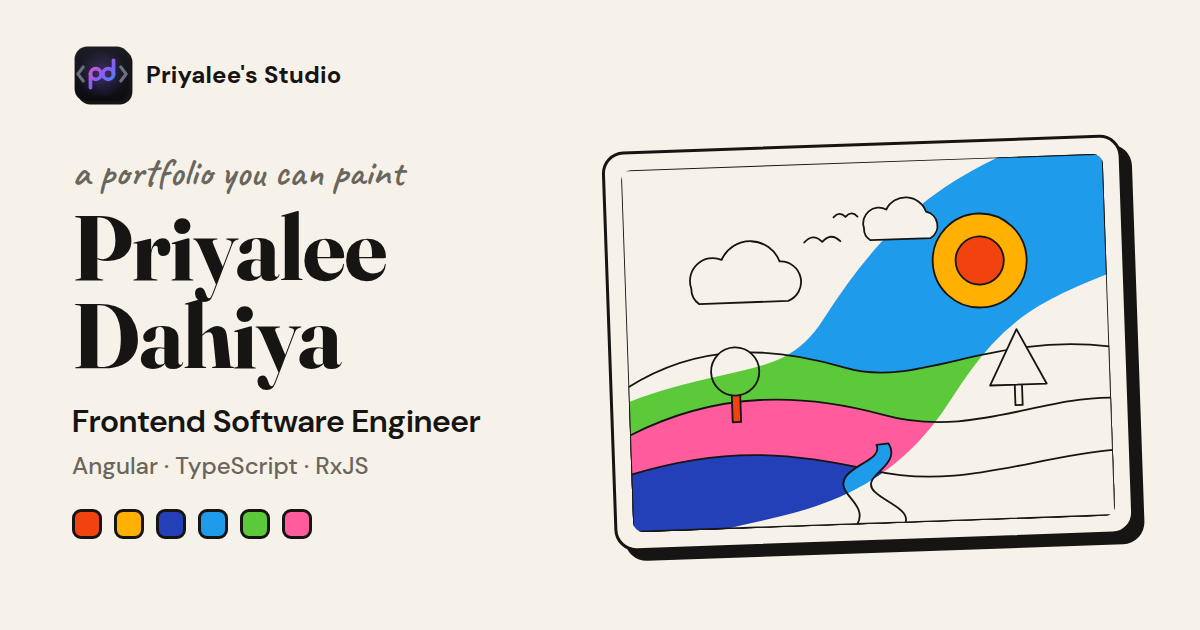 <pd>
Priyalee's Studio
a portfolio you can paint
Priyalee
Dahiya
Frontend Software Engineer
Angular · TypeScript · RxJS